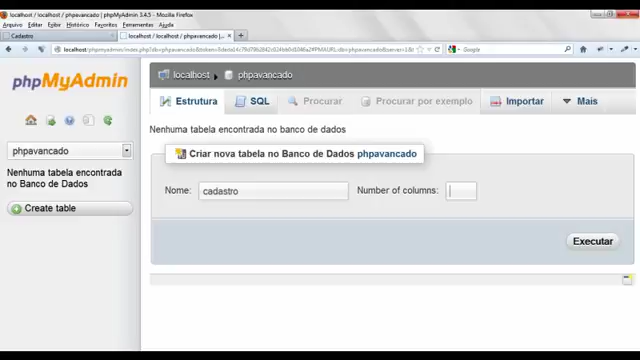 localhost / localhost / phpavancado | phpMyAdmin 3.4.5 - Mozilla Firefox
Arquivo Editar Exibir Histórico Favoritos Ferramentas Ajuda
Cadastro
localhost / localhost / phpavancado |...
Google
phpMyAdmin
localhost phpavancado
Estrutura SQL Procurar Procurar por exemplo Importar Mais
phpavancado
Nenhuma tabela encontrada no Banco de Dados
Create table
Nenhuma tabela encontrada no banco de dados
Criar nova tabela no Banco de Dados phpavancado
Nome: cadastro Number of columns:
Executar